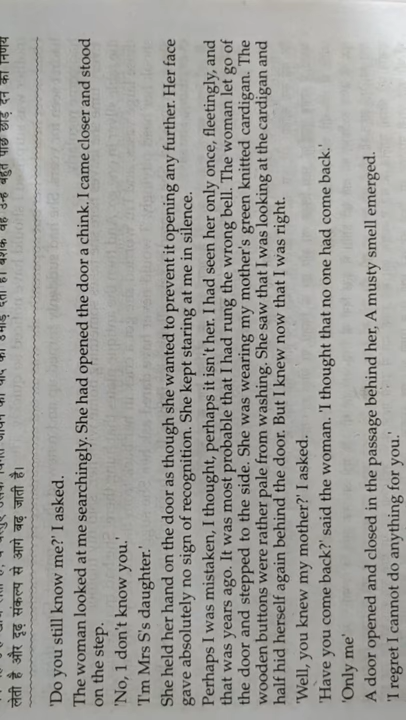 लेती है और दृढ़ संकल्प से आगे बढ़ जाती है।
'Do you still know me?' I asked.
The woman looked at me searchingly. She had opened the door a chink. I came closer and stood
on the step.
'No, I don't know you.'
'I'm Mrs S's daughter.'
She held her hand on the door as though she wanted to prevent it opening any further. Her face
gave absolutely no sign of recognition. She kept staring at me in silence.
Perhaps I was mistaken, I thought, perhaps it isn't her. I had seen her only once, fleetingly, and
that was years ago. It was most probable that I had rung the wrong bell. The woman let go of
the door and stepped to the side. She was wearing my mother's green knitted cardigan. The
wooden buttons were rather pale from washing. She saw that I was looking at the cardigan and
half hid herself again behind the door. But I knew now that I was right.
'Well, you knew my mother?' I asked.
'Have you come back?' said the woman. 'I thought that no one had come back.'
'Only me'
A door opened and closed in the passage behind her. A musty smell emerged.
'I regret I cannot do anything for you.'